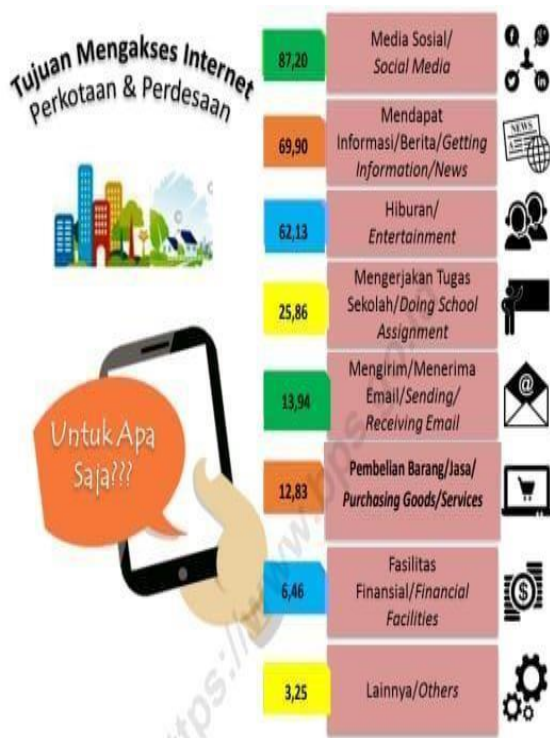 Tujuan Mengakses Internet
Perkotaan & Perdesaan
Untuk Apa
Saja???
87,20
Media Sosial/
Social Media
69,90
Mendapat
Informasi/Berita/Getting
Information/News
NEWS
62,13
Hiburan/
Entertainment
25,86
Mengerjakan Tugas
Sekolah/Doing School
Assignment
13,94
Mengirim/Menerima
Email/Sending/
Receiving Email
@
12,83
Pembelian Barang/Jasa/
Purchasing Goods/Services
6,46
Fasilitas
Finansial/Financial
Facilities
$
3,25
Lainnya/Others